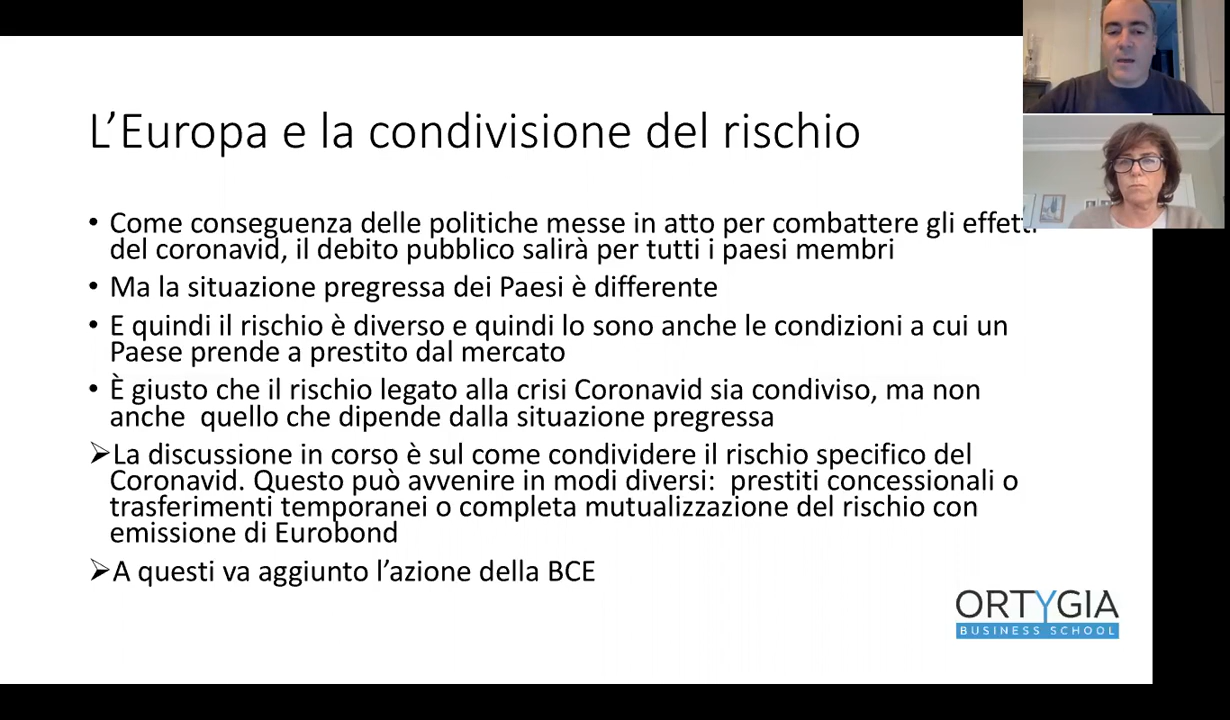 L'Europa e la condivisione del rischio
• Come conseguenza delle politiche messe in atto per combattere gli effetti
del coronavid, il debito pubblico salirà per tutti i paesi membri
• Ma la situazione pregressa dei Paesi è differente
• E quindi il rischio è diverso e quindi lo sono anche le condizioni a cui un
Paese prende a prestito dal mercato
• È giusto che il rischio legato alla crisi Coronavid sia condiviso, ma non
anche  quello che dipende dalla situazione pregressa
➢La discussione in corso è sul come condividere il rischio specifico del
Coronavid. Questo può avvenire in modi diversi:  prestiti concessionali o
trasferimenti temporanei o completa mutualizzazione del rischio con
emissione di Eurobond
➢A questi va aggiunto l'azione della BCE
ORTYGIA
BUSINESS SCHOOL